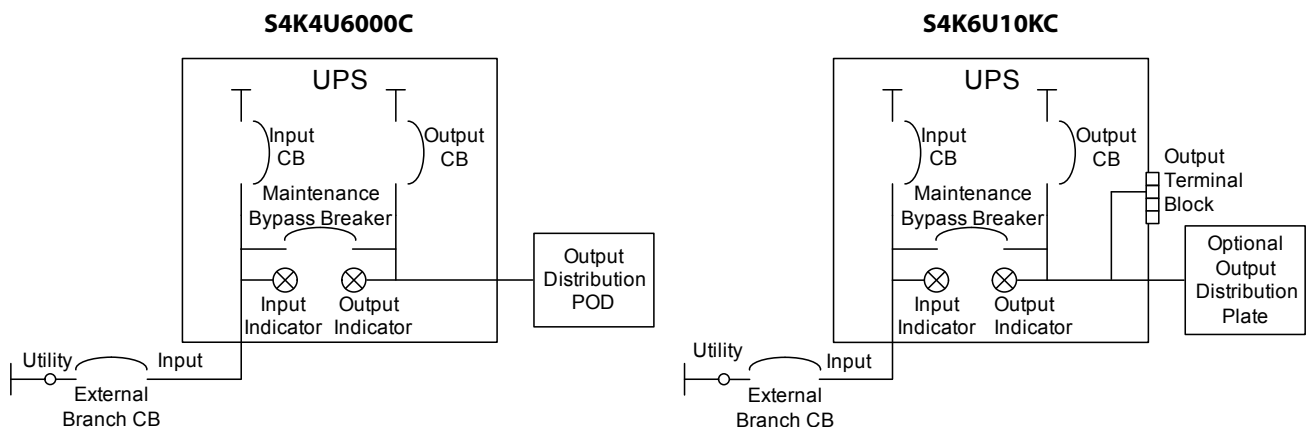 S4K4U6000C
UPS
Input
CB
Output
CB
Maintenance
Bypass Breaker
Input
Indicator
Output
Indicator
Output
Distribution
POD
Utility
Input
External
Branch CB
S4K6U10KC
UPS
Input
CB
Output
CB
Output
Terminal
Block
Maintenance
Bypass Breaker
Input
Indicator
Output
Indicator
Optional
Output
Distribution
Plate
Utility
Input
External
Branch CB